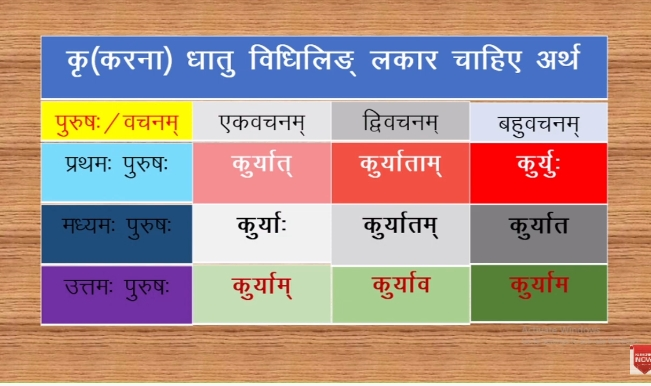 कृ(करना) धातु विधिलिङ् लकार चाहिए अर्थ
पुरुषः/वचनम् एकवचनम् द्विवचनम् बहुवचनम्
प्रथमः पुरुषः कुर्यात् कुर्याताम् कुर्युः
मध्यमः पुरुषः कुर्याः कुर्यातम् कुर्यात
उत्तमः पुरुषः कुर्याम् कुर्याव कुर्याम